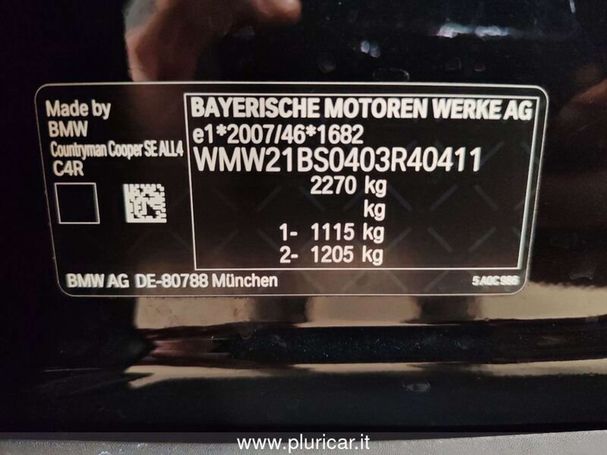 Made by
BMW
Countryman Cooper SE ALL4
C4R
BAYERISCHE MOTOREN WERKE AG
e1*2007/46*1682
WMW21BS0403R40411
2270 kg
kg
1- 1115 kg
2- 1205 kg
BMW AG DE-80788 München
5A0C986
www.pluricar.it